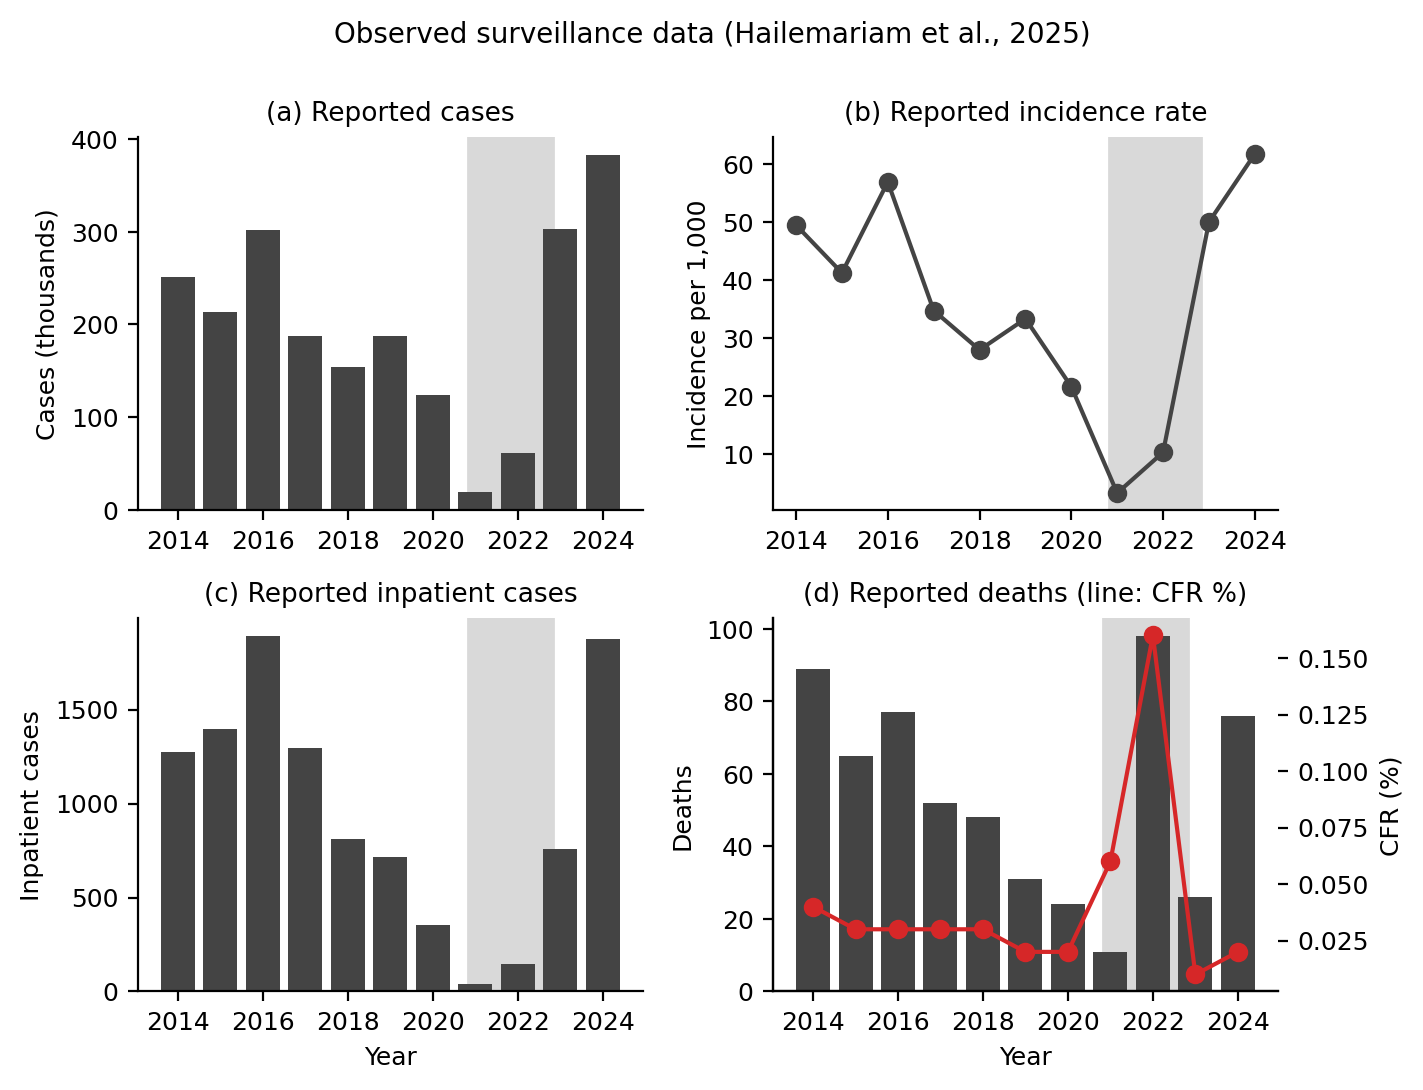 Observed surveillance data (Hailemariam et al., 2025)
(a) Reported cases
Cases (thousands)
400
300
200
100
0
2014 2016 2018 2020 2022 2024
(b) Reported incidence rate
Incidence per 1,000
60
50
40
30
20
10
2014 2016 2018 2020 2022 2024
(c) Reported inpatient cases
Inpatient cases
1500
1000
500
0
2014 2016 2018 2020 2022 2024
Year
(d) Reported deaths (line: CFR %)
Deaths
100
80
60
40
20
0
0.150
0.125
0.100
0.075
0.050
0.025
CFR (%)
2014 2016 2018 2020 2022 2024
Year